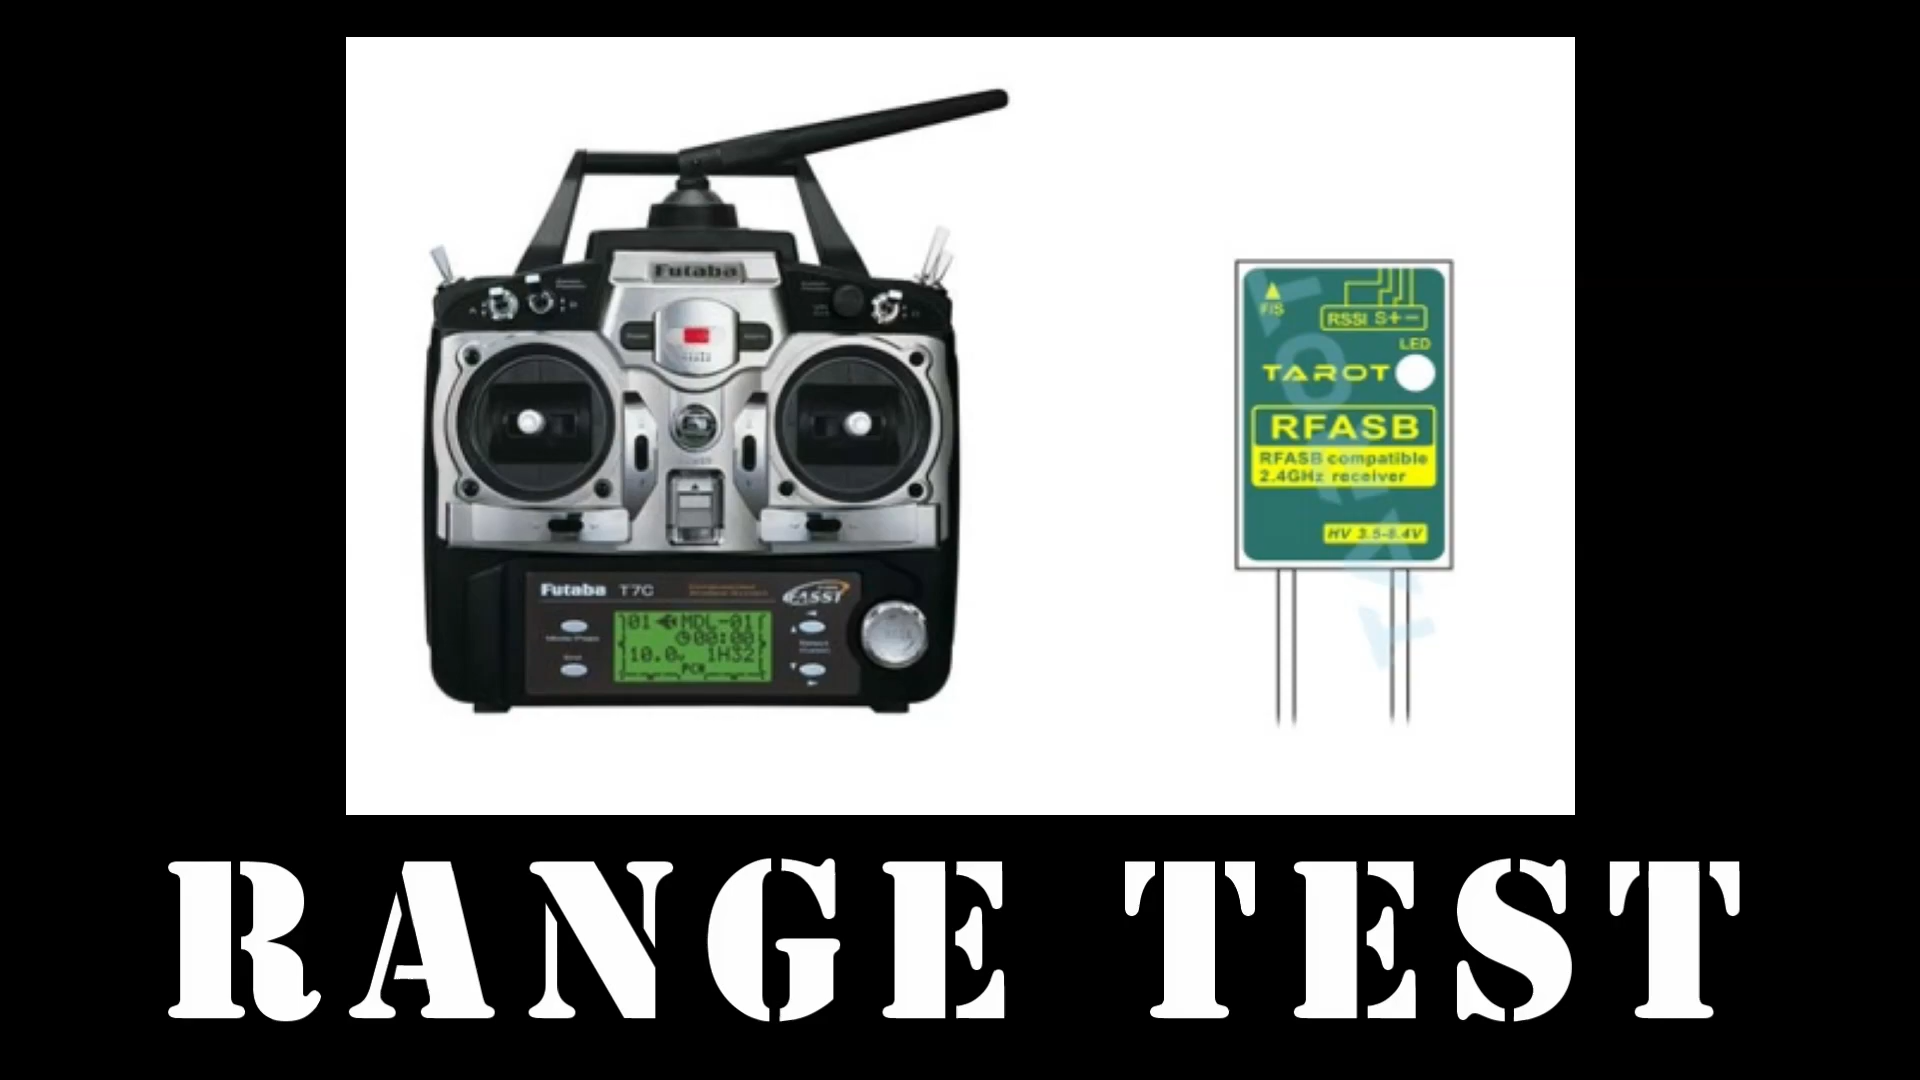 Futaba
F/S
RSSI S+-
LED
TAROT
RFASB
RFASB compatible
2.4GHz receiver
HV 3.5-8.4V
Futaba T7C
FASST
01 MDL-01
00:00
10.0v 1H32
PCM
RANGE TEST